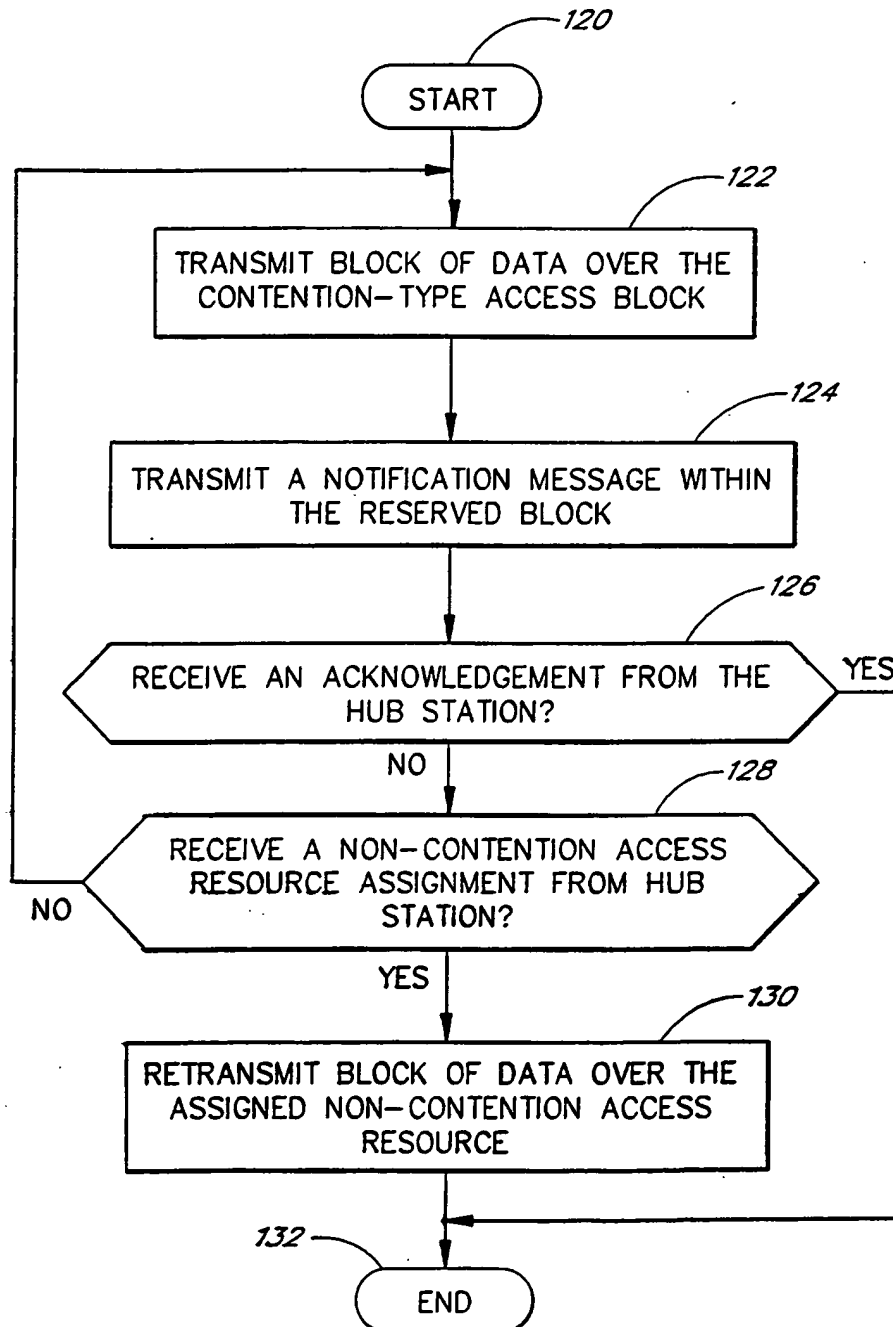 120
START
122
TRANSMIT BLOCK OF DATA OVER THE
CONTENTION-TYPE ACCESS BLOCK
124
TRANSMIT A NOTIFICATION MESSAGE WITHIN
THE RESERVED BLOCK
126
RECEIVE AN ACKNOWLEDGEMENT FROM THE
HUB STATION?
YES
NO
128
RECEIVE A NON-CONTENTION ACCESS
RESOURCE ASSIGNMENT FROM HUB
STATION?
NO
YES
130
RETRANSMIT BLOCK OF DATA OVER THE
ASSIGNED NON-CONTENTION ACCESS
RESOURCE
132
END